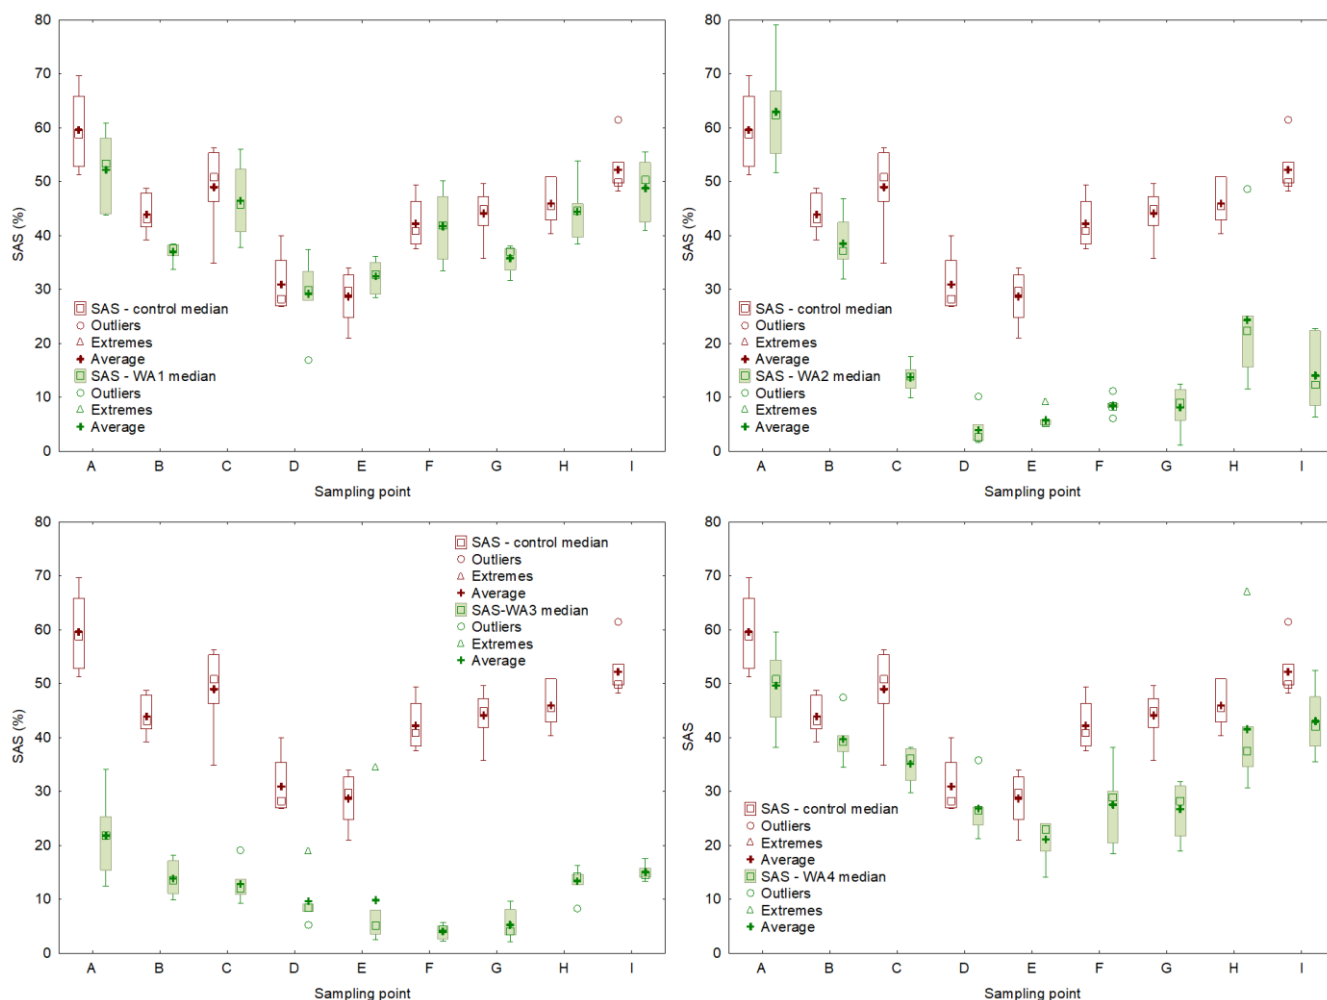 80
70
60
50
40
30
20
10
0
SAS (%)
SAS - control median
Outliers
Extremes
Average
SAS - WA1 median
Outliers
Extremes
Average
A B C D E F G H I
Sampling point
80
70
60
50
40
30
20
10
0
SAS (%)
SAS - control median
Outliers
Extremes
Average
SAS - WA2 median
Outliers
Extremes
Average
A B C D E F G H I
Sampling point
80
70
60
50
40
30
20
10
0
SAS (%)
SAS - control median
Outliers
Extremes
Average
SAS-WA3 median
Outliers
Extremes
Average
A B C D E F G H I
Sampling point
80
70
60
50
40
30
20
10
0
SAS
SAS - control median
Outliers
Extremes
Average
SAS - WA4 median
Outliers
Extremes
Average
A B C D E F G H I
Sampling point